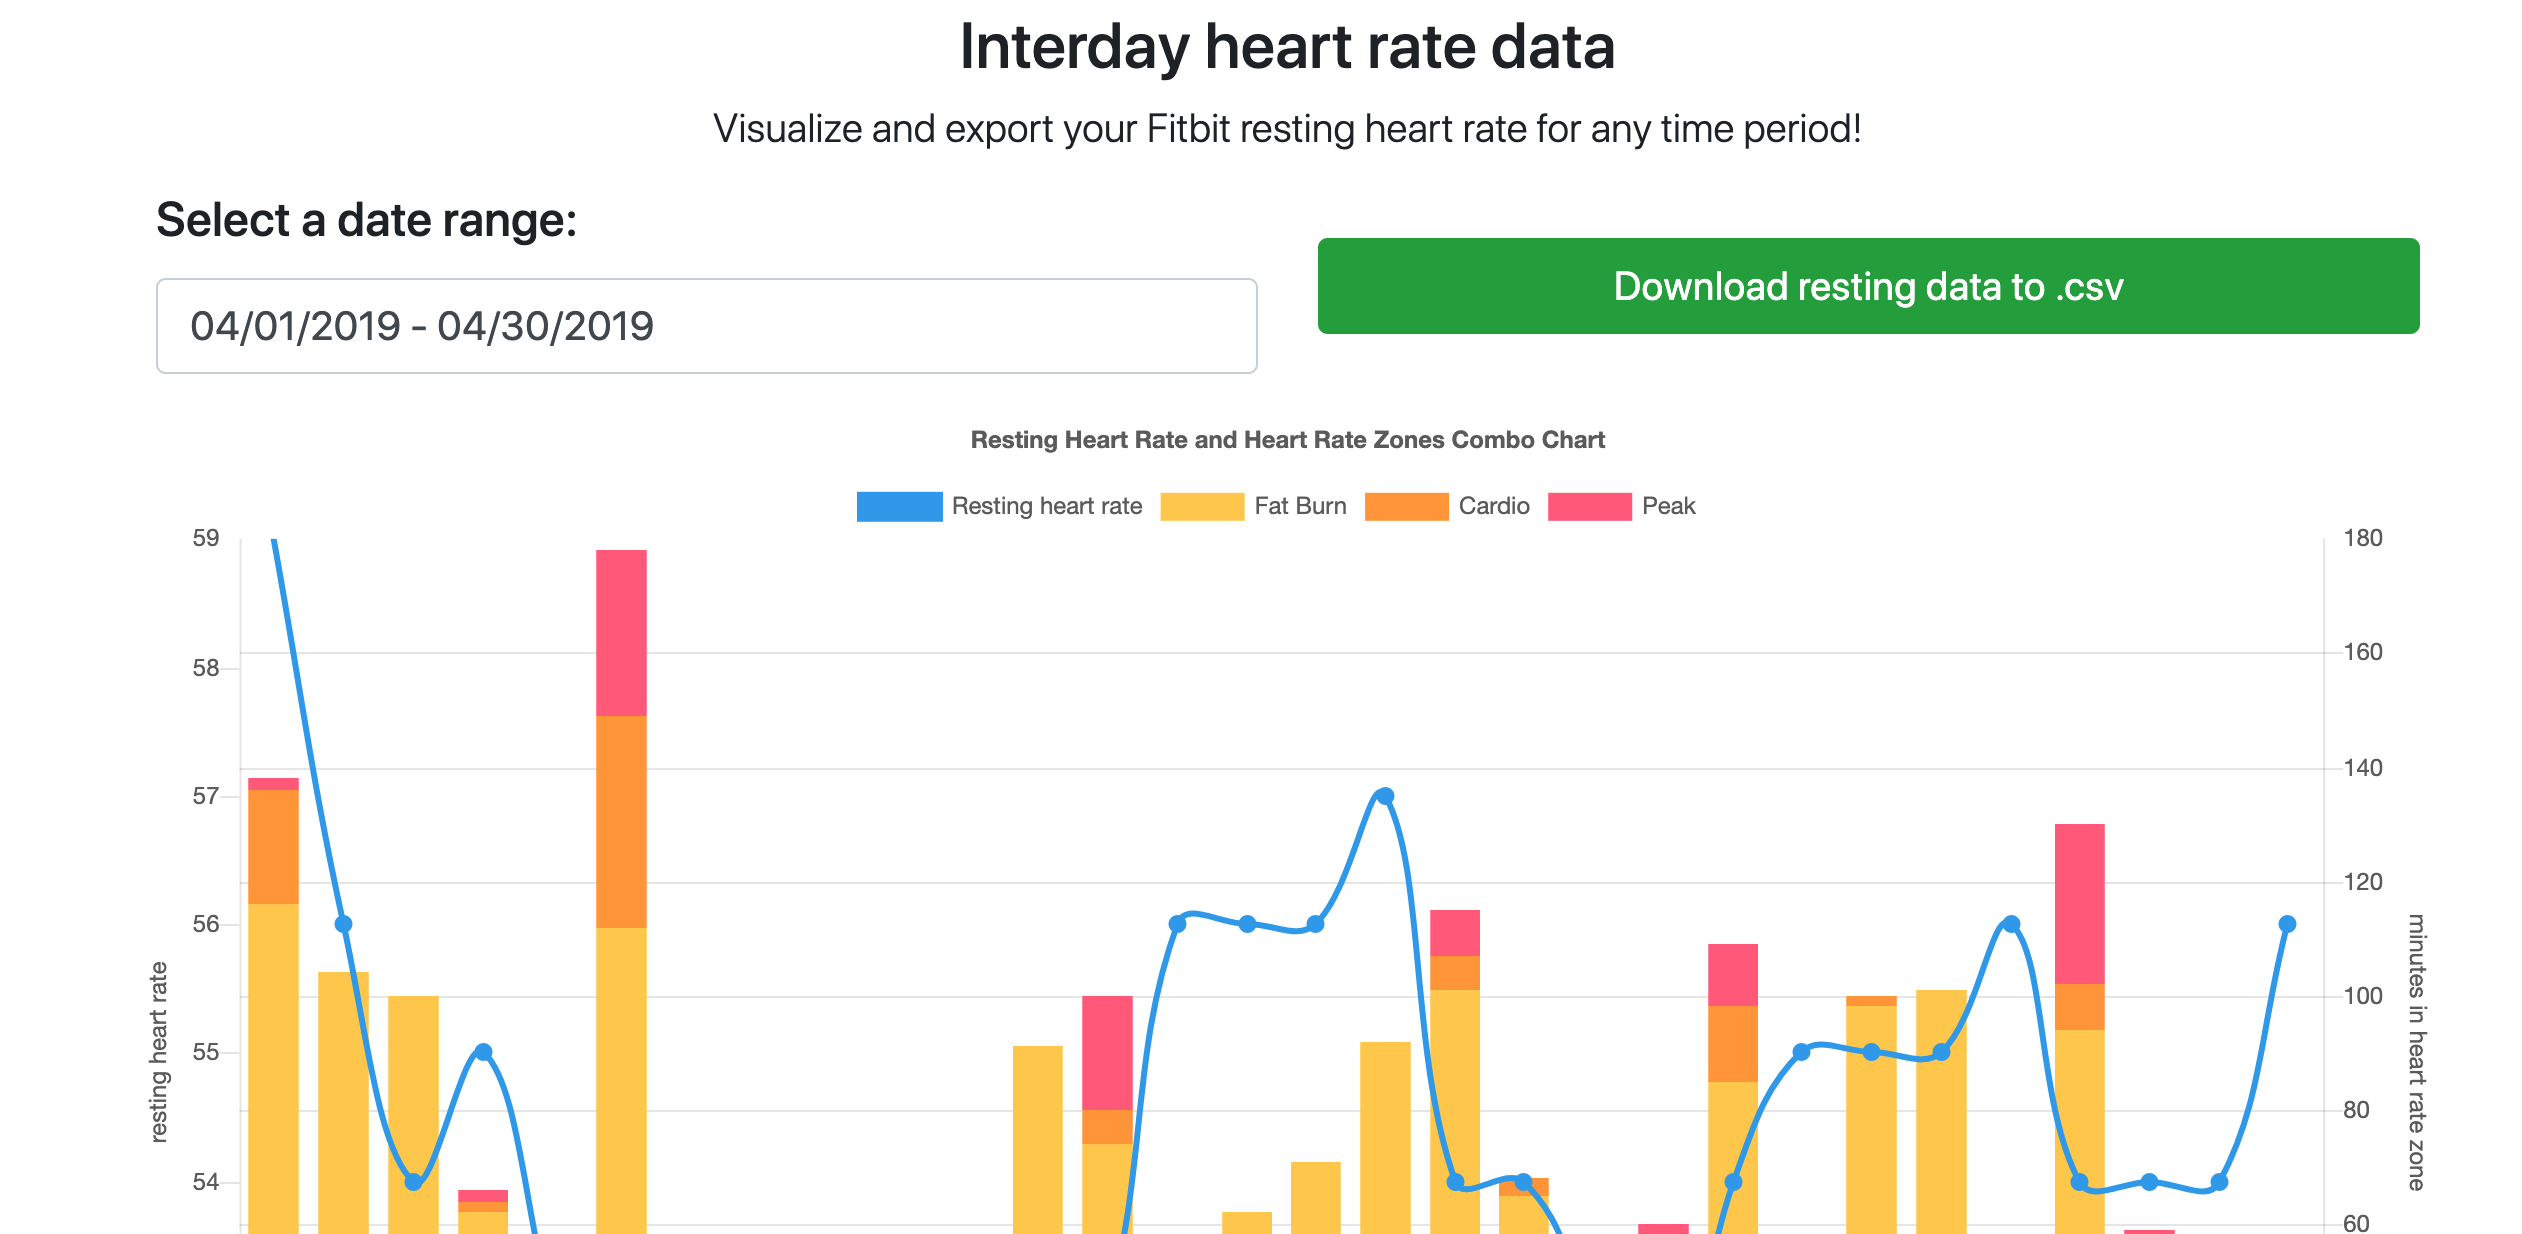 Interday heart rate data
Visualize and export your Fitbit resting heart rate for any time period!
Select a date range:
Download resting data to .csv
04/01/2019 - 04/30/2019
Resting Heart Rate and Heart Rate Zones Combo Chart
Resting heart rate Fat Burn Cardio Peak
59
58
57
56
55
54
resting heart rate
180
160
140
120
100
80
60
minutes in heart rate zone